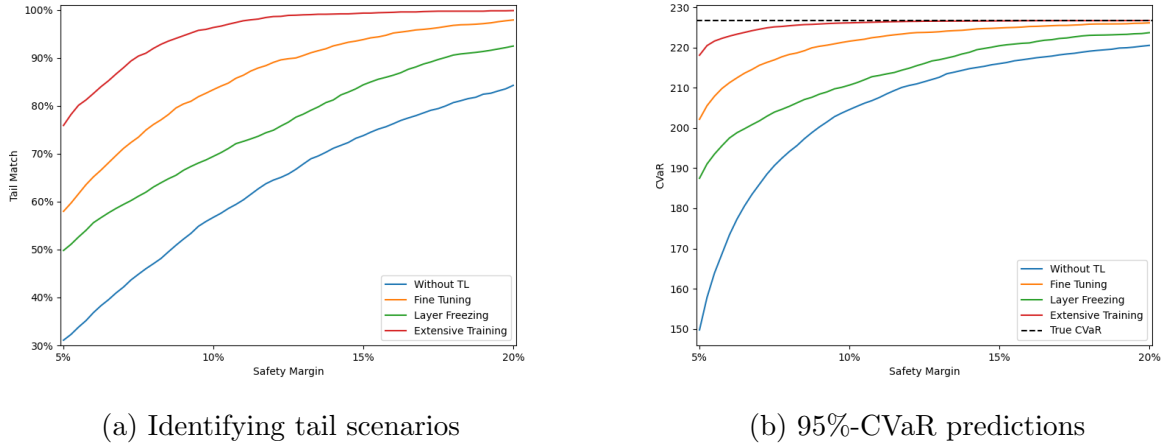 100%
90%
80%
70%
60%
50%
40%
30%
Tail Match
5%
10%
15%
20%
Safety Margin
Without TL
Fine Tuning
Layer Freezing
Extensive Training
(a) Identifying tail scenarios
230
220
210
200
190
180
170
160
150
CVaR
5%
10%
15%
20%
Safety Margin
Without TL
Fine Tuning
Layer Freezing
Extensive Training
True CVaR
(b) 95%-CVaR predictions